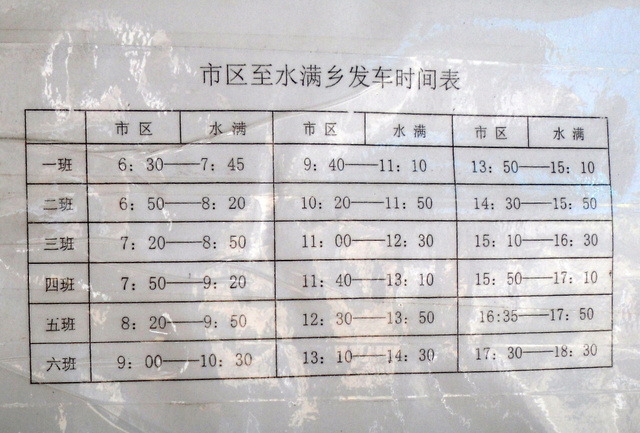 市区至水满乡发车时间表
市区 水满 市区 水满 市区 水满
一班 6：30——7：45 9：40——11：10 13：50——15：10
二班 6：50——8：20 10：20——11：50 14：30——15：50
三班 7：20——8：50 11：00——12：30 15：10——16：30
四班 7：50——9：20 11：40——13：10 15：50——17：10
五班 8：20——9：50 12：30——13：50 16:35——17：50
六班 9：00——10：30 13：10——14：30 17：30——18：30